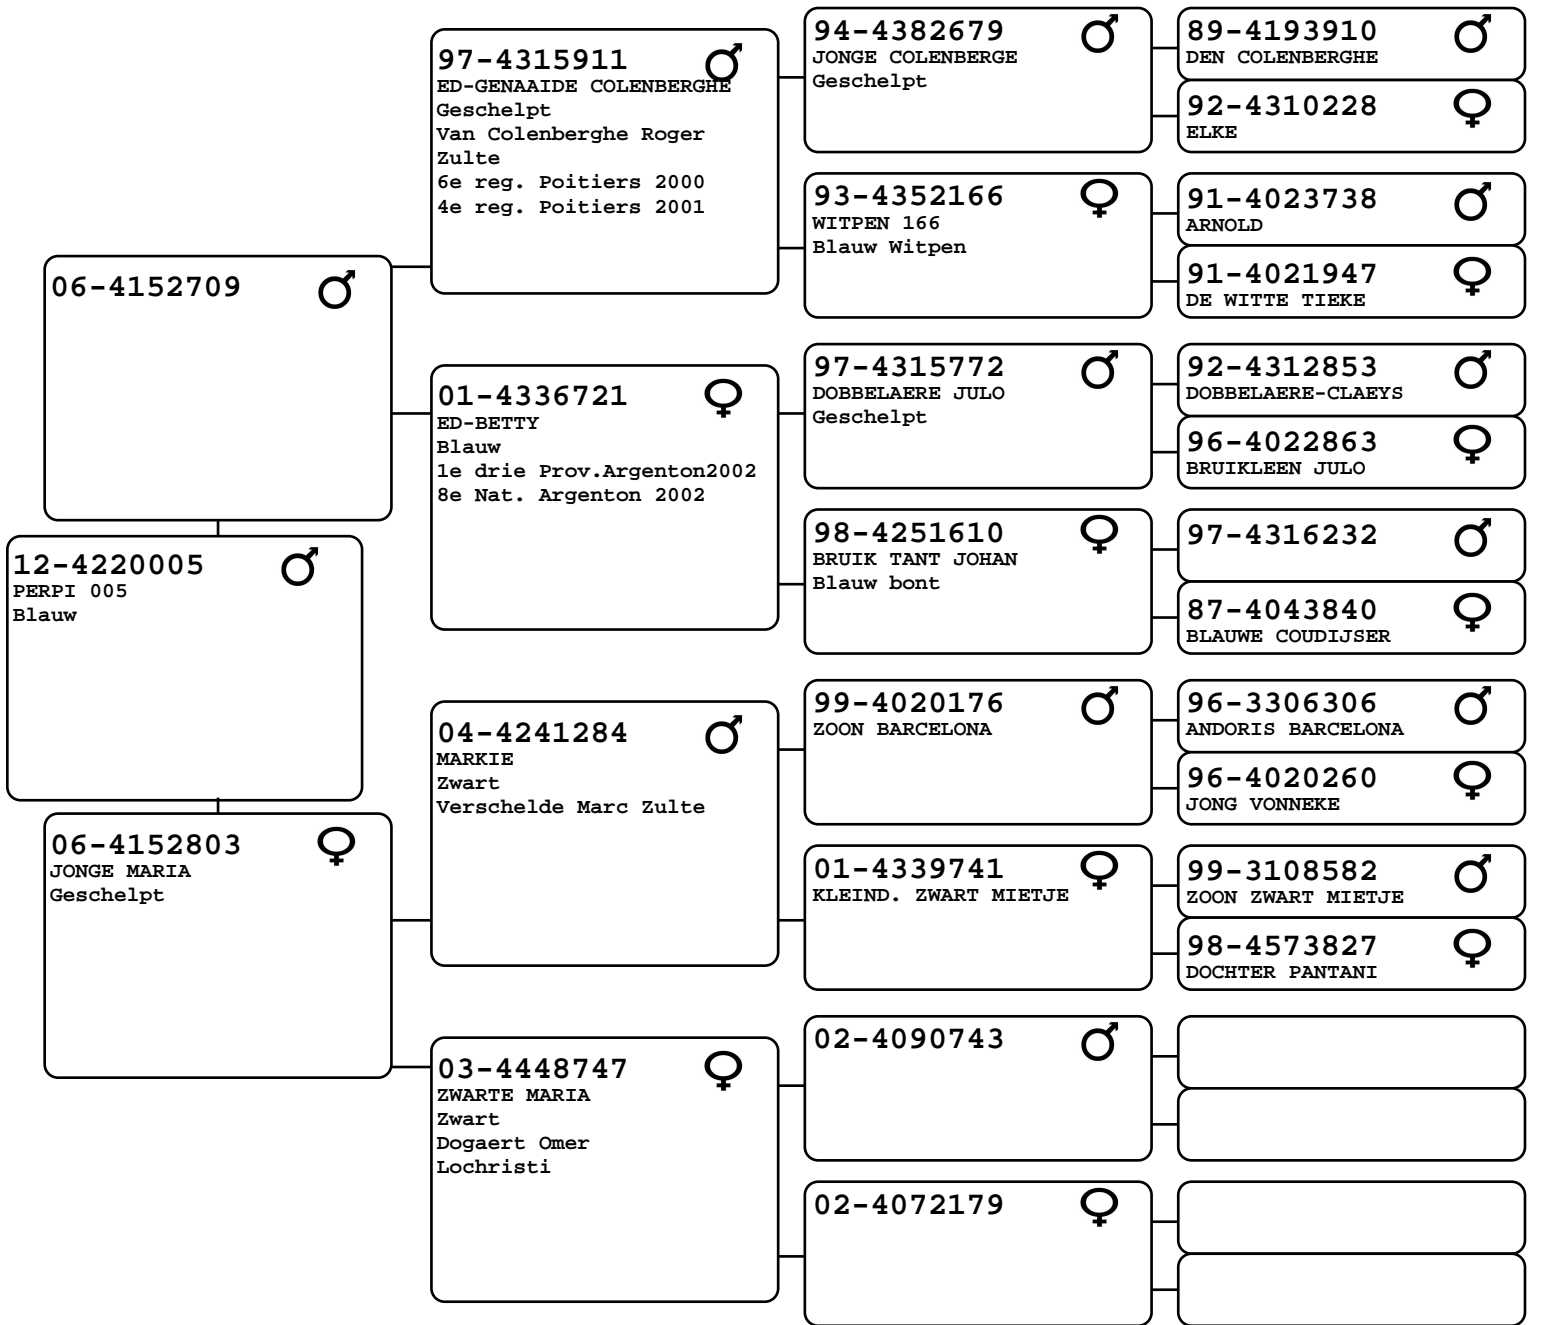 12-4220005
PERPI 005
Blauw
06-4152709
06-4152803
JONGE MARIA
Geschelpt
97-4315911
ED-GENAAIDE COLENBERGHE
Geschelpt
Van Colenberghe Roger
Zulte
6e reg. Poitiers 2000
4e reg. Poitiers 2001
01-4336721
ED-BETTY
Blauw
1e drie Prov.Argenton2002
8e Nat. Argenton 2002
04-4241284
MARKIE
Zwart
Verschelde Marc Zulte
03-4448747
ZWARTE MARIA
Zwart
Dogaert Omer
Lochristi
94-4382679
JONGE COLENBERGE
Geschelpt
93-4352166
WITPEN 166
Blauw Witpen
97-4315772
DOBBELAERE JULO
Geschelpt
98-4251610
BRUIK TANT JOHAN
Blauw bont
99-4020176
ZOON BARCELONA
01-4339741
KLEIND. ZWART MIETJE
02-4090743
02-4072179
89-4193910
DEN COLENBERGHE
92-4310228
ELKE
91-4023738
ARNOLD
91-4021947
DE WITTE TIEKE
92-4312853
DOBBELAERE-CLAEYS
96-4022863
BRUIKLEEN JULO
97-4316232
87-4043840
BLAUWE COUDIJSER
96-3306306
ANDORIS BARCELONA
96-4020260
JONG VONNEKE
99-3108582
ZOON ZWART MIETJE
98-4573827
DOCHTER PANTANI